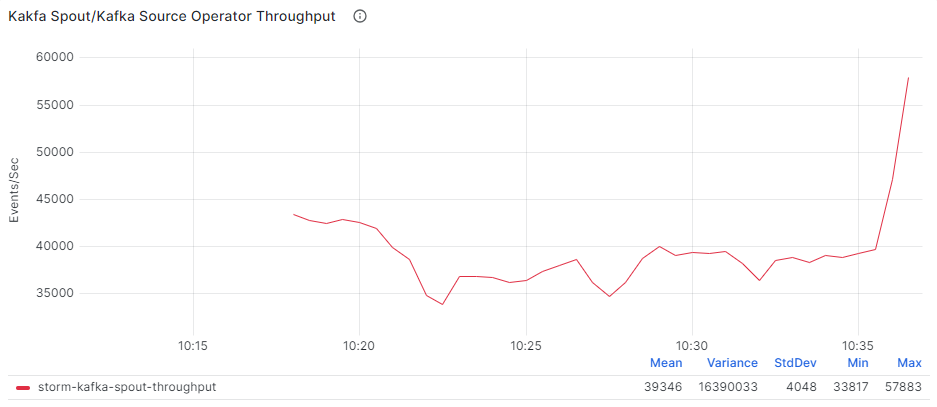 Kakfa Spout/Kafka Source Operator Throughput
60000
55000
50000
45000
40000
35000
Events/Sec
10:15 10:20 10:25 10:30 10:35
Mean Variance StdDev Min Max
storm-kafka-spout-throughput 39346 16390033 4048 33817 57883